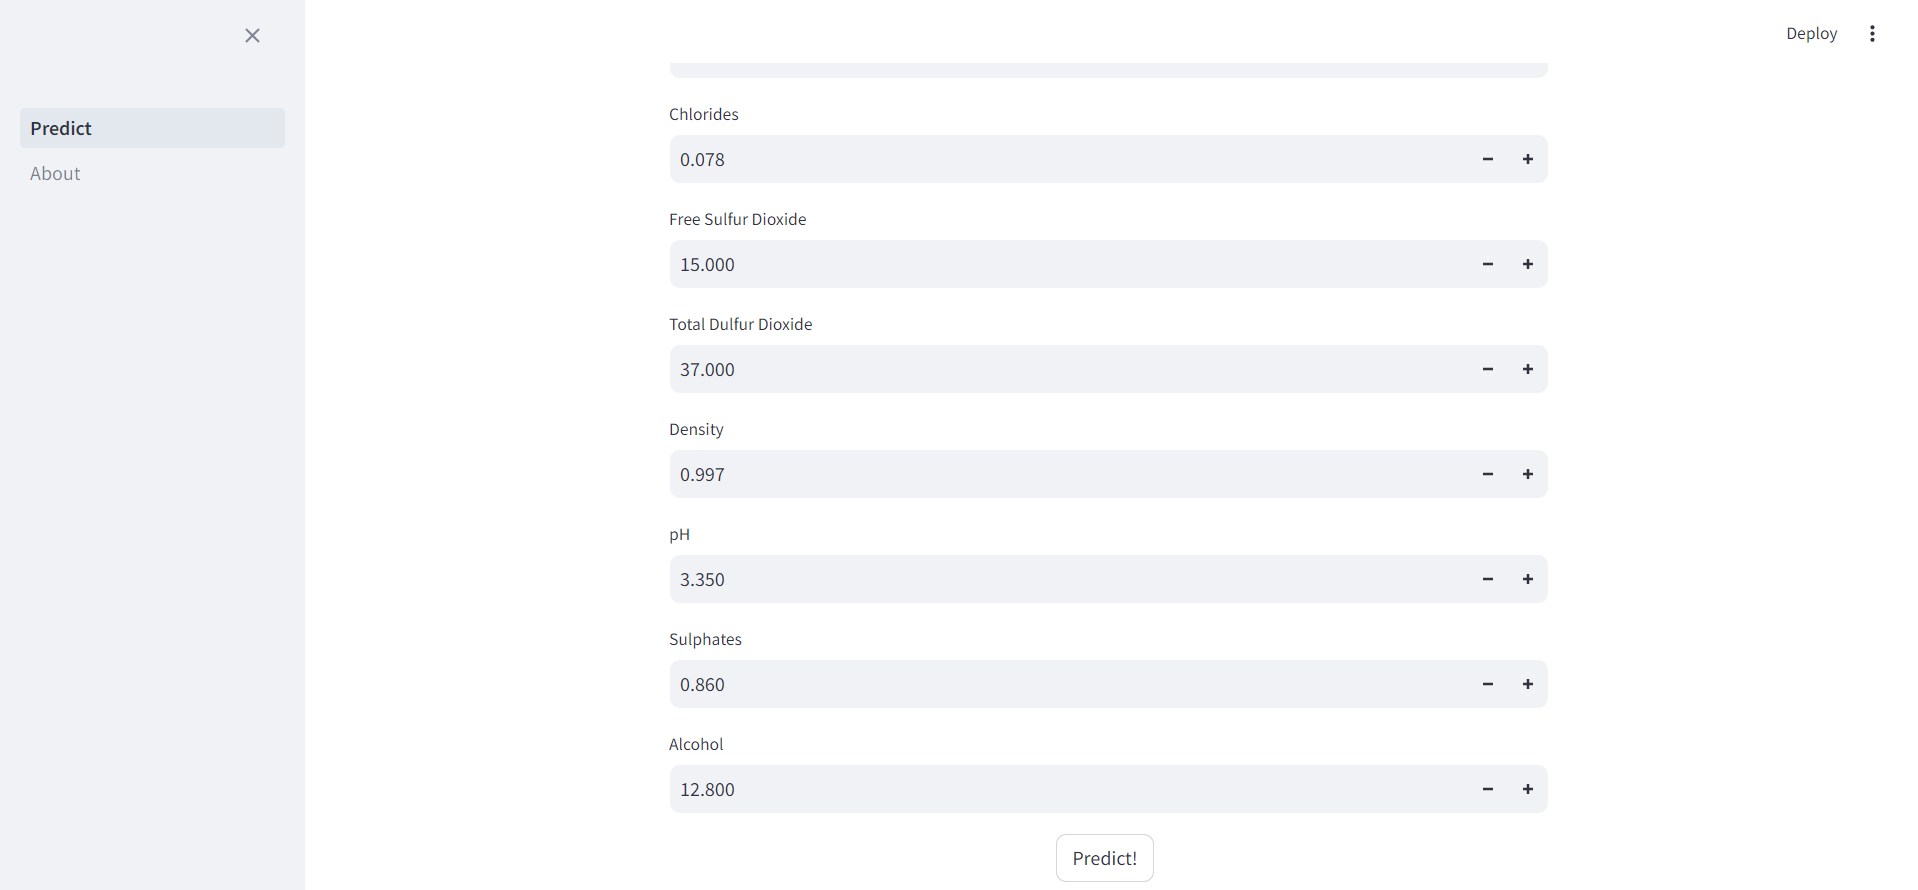 Deploy
Predict
About
Chlorides
0.078
Free Sulfur Dioxide
15.000
Total Dulfur Dioxide
37.000
Density
0.997
pH
3.350
Sulphates
0.860
Alcohol
12.800
Predict!